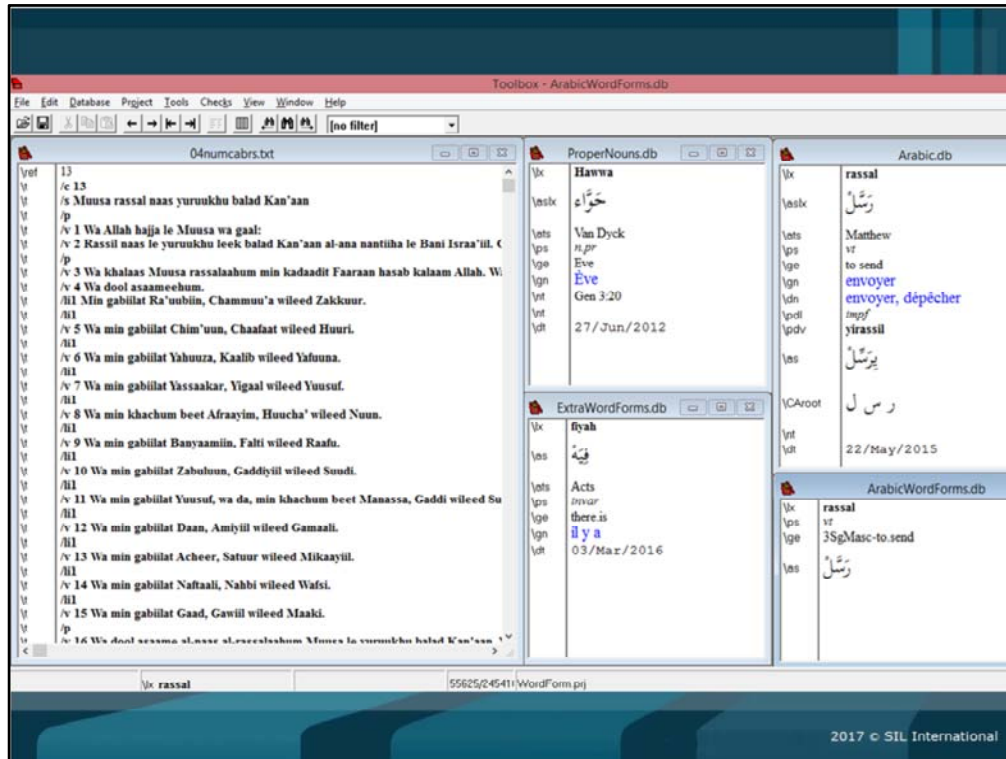 Toolbox - ArabicWordForms.db
File Edit Database Project Tools Checks View Window Help
[no filter]
04numcabrs.txt
\ref 13
\t /c 13
\t /s Muusa rassal naas yuruukhu balad Kan'aan
\t /p
\t /v 1 Wa Allah hajja le Muusa wa gaal:
\t /v 2 Rassil naas le yuruukhu leek balad Kan'aan al-ana nantiiha le Bani Israa'iil.
\t /p
\t /v 3 Wa khalaas Muusa rassalaahum min kadaadit Faaraan hasab kalaam Allah.
\t /v 4 Wa dool asaameehum.
\t /li1 Min gabiilat Ra'uubiin, Chammuu'a wileed Zakkuur.
\t /li1
\t /v 5 Wa min gabiilat Chim'uun, Chaafaat wileed Huuri.
\t /li1
\t /v 6 Wa min gabiilat Yahuuza, Kaalib wileed Yafuuna.
\t /li1
\t /v 7 Wa min gabiilat Yassaakar, Yigaal wileed Yuusuf.
\t /li1
\t /v 8 Wa min khachum beet Afraayim, Huucha' wileed Nuun.
\t /li1
\t /v 9 Wa min gabiilat Banyaamiin, Falti wileed Raafu.
\t /li1
\t /v 10 Wa min gabiilat Zabuluun, Gaddiyiil wileed Suudi.
\t /li1
\t /v 11 Wa min gabiilat Yuusuf, wa da, min khachum beet Manassa, Gaddi wileed Su
\t /li1
\t /v 12 Wa min gabiilat Daan, Amiyiil wileed Gamaali.
\t /li1
\t /v 13 Wa min gabiilat Acheer, Satuur wileed Mikaayiil.
\t /li1
\t /v 14 Wa min gabiilat Naftaali, Nahbi wileed Wafsi.
\t /li1
\t /v 15 Wa min gabiilat Gaad, Gawiil wileed Maaki.
\t /p
\t /v 16 Wa dool asaame al-naas al-rassalaahum Muusa le yuruukhu balad Kan'aan.
ProperNouns.db
\lx Hawwa
\aslx حَوَّاء
\ats Van Dyck
\ps n.pr
\ge Eve
\gn Ève
\nt Gen 3:20
\nt
\dt 27/Jun/2012
ExtraWordForms.db
\lx fiyah
\as فِيَهْ
\ats Acts
\ps invar
\ge there.is
\gn il y a
\dt 03/Mar/2016
Arabic.db
\lx rassal
\aslx رَسَّلْ
\ats Matthew
\ps vt
\ge to send
\gn envoyer
\dn envoyer, dépêcher
\pdl impf
\pdv yirassil
\as يِرَسِّلْ
\CAroot ر س ل
\nt
\dt 22/May/2015
ArabicWordForms.db
\lx rassal
\ps vt
\ge 3SgMasc-to.send
\as رَسَّلْ
\lx rassal
WordForm.prj
2017 © SIL International